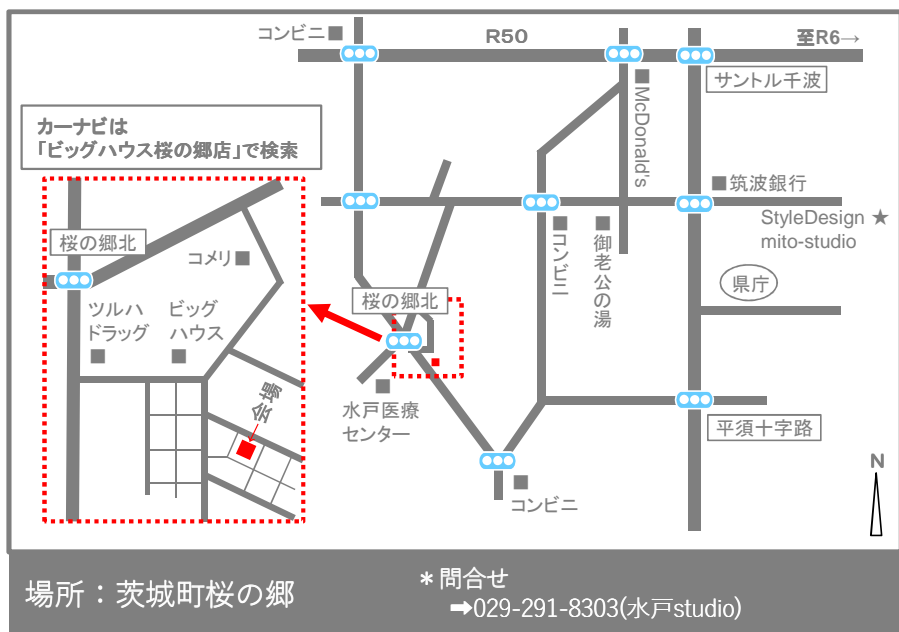 コンビニ
R50
至R6→
サントル千波
McDonald's
カーナビは
「ビッグハウス桜の郷店」で検索
筑波銀行
StyleDesign ★
mito-studio
桜の郷北
コメリ
コンビニ
御老公の湯
県庁
桜の郷北
ツルハ
ドラッグ
ビッグ
ハウス
会場
水戸医療
センター
平須十字路
コンビニ
N
場所：茨城町桜の郷
＊問合せ
➡029-291-8303(水戸studio)